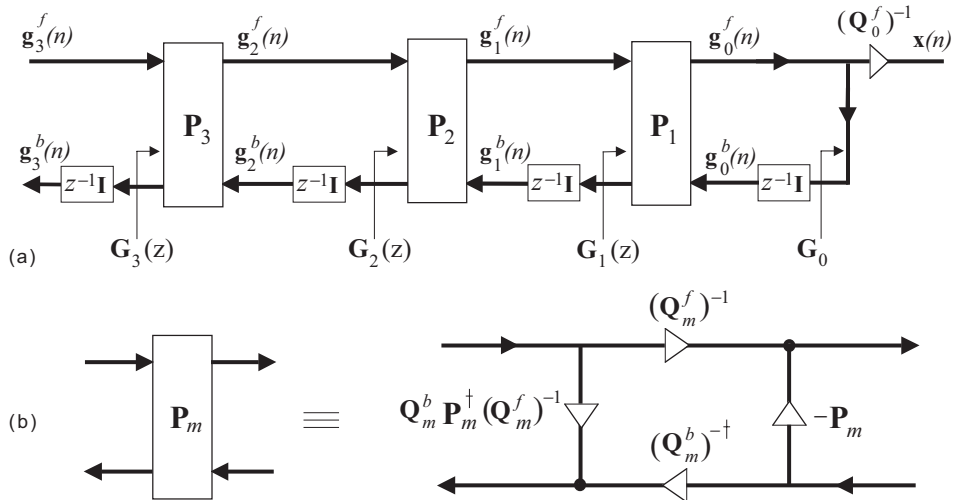 g_3^f(n) g_2^f(n) g_1^f(n) g_0^f(n) (Q_0^f)^{-1} x(n)
P_3 P_2 P_1
g_3^b(n) g_2^b(n) g_1^b(n) g_0^b(n)
z^{-1}I z^{-1}I z^{-1}I z^{-1}I
(a) G_3(z) G_2(z) G_1(z) G_0
(Q_m^f)^{-1}
(b) P_m ≡ Q_m^b P_m^†(Q_m^f)^{-1} −P_m
(Q_m^b)^{-†}